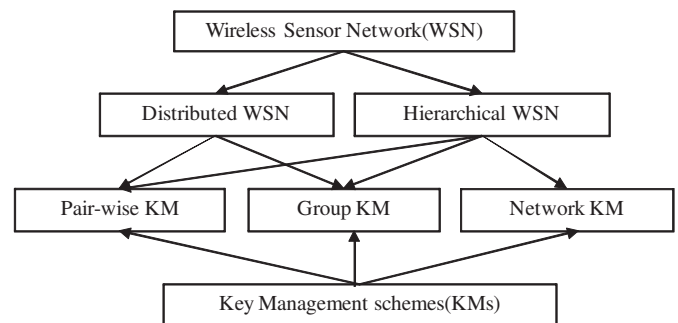 Wireless Sensor Network(WSN)
Distributed WSN
Hierarchical WSN
Pair-wise KM
Group KM
Network KM
Key Management schemes(KMs)